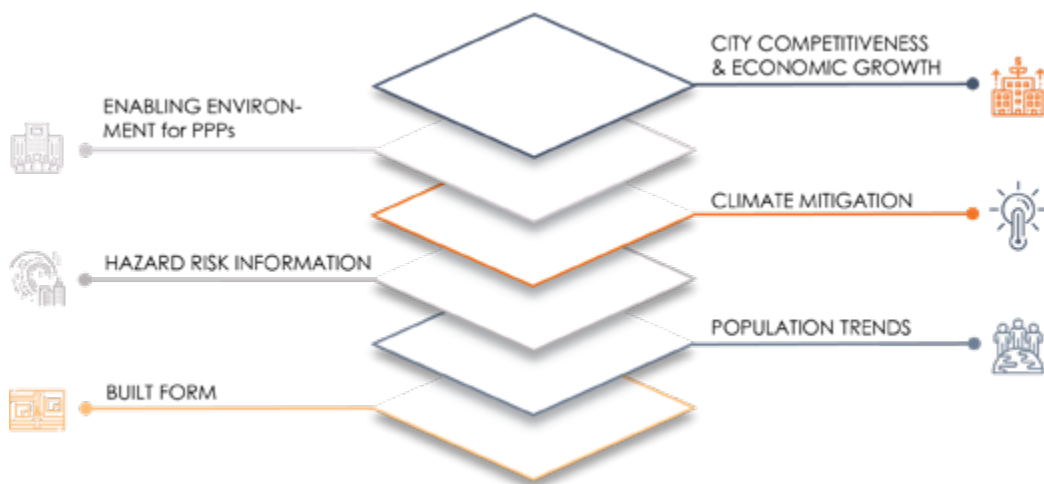 CITY COMPETITIVENESS
& ECONOMIC GROWTH
ENABLING ENVIRON-
MENT for PPPs
CLIMATE MITIGATION
HAZARD RISK INFORMATION
POPULATION TRENDS
BUILT FORM